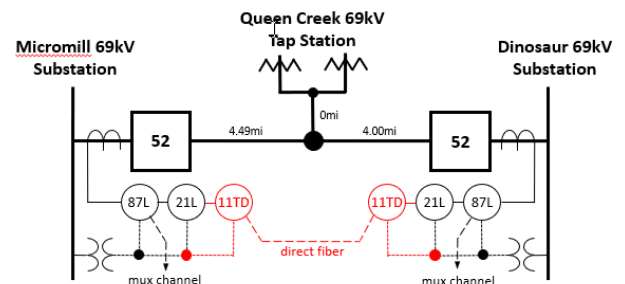 Queen Creek 69kV
Tap Station
Micromill 69kV
Substation
Dinosaur 69kV
Substation
0mi
52
4.49mi
4.00mi
52
87L
21L
11TD
11TD
21L
87L
direct fiber
mux channel
mux channel